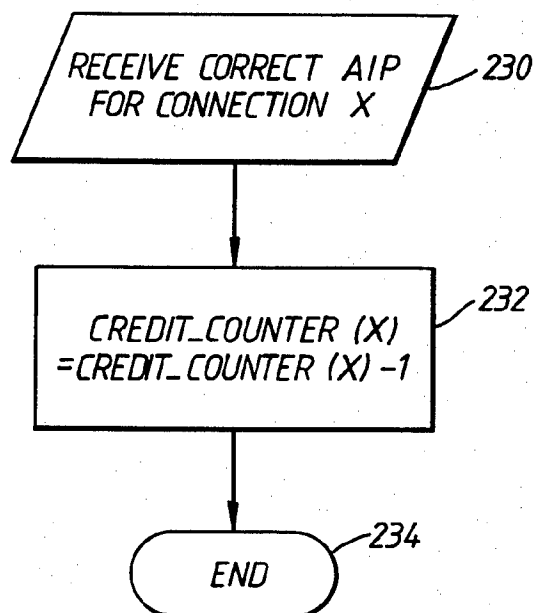 RECEIVE CORRECT AIP
FOR CONNECTION X
230
CREDIT_COUNTER (X)
=CREDIT_COUNTER (X) -1
232
END
234